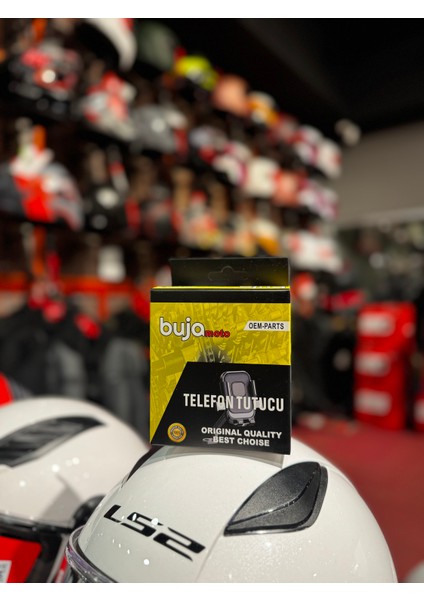 buja moto
OEM-PARTS
TELEFON TUTUCU
ORIGINAL QUALITY
BEST CHOISE
LS2